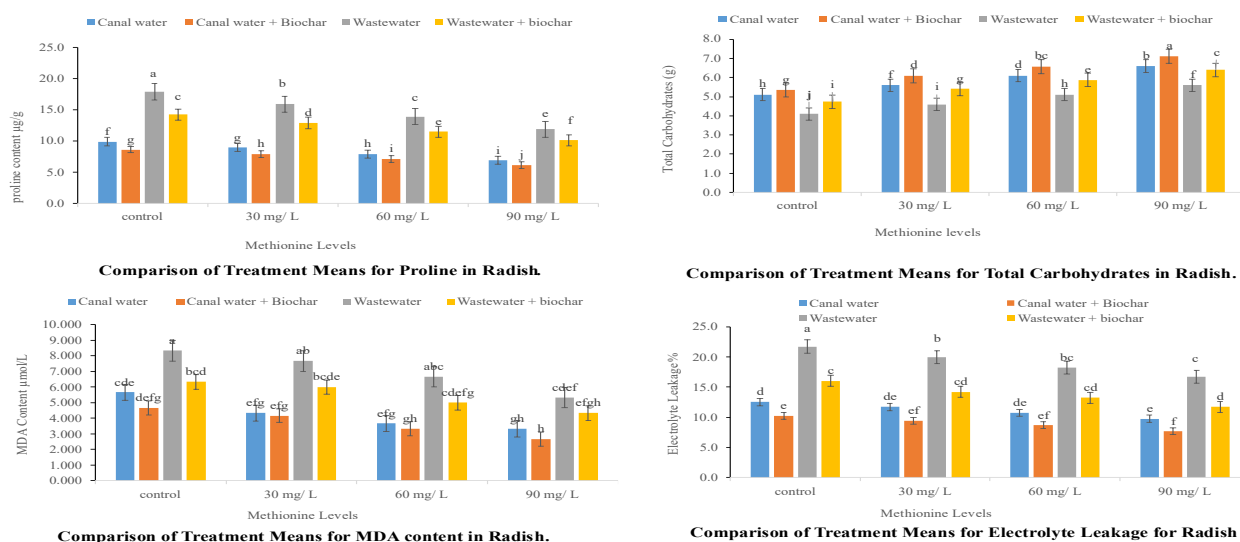 Canal water Canal water + Biochar Wastewater Wastewater + biochar
25.0
20.0
15.0
10.0
5.0
0.0
proline content µg/g
f g a c
g h b d
h i c e
i j e f
control 30 mg/ L 60 mg/ L 90 mg/ L
Methionine Levels
Comparison of Treatment Means for Proline in Radish.
Canal water Canal water + Biochar Wastewater Wastewater + biochar
8.0
7.0
6.0
5.0
4.0
3.0
2.0
1.0
0.0
Total Carbohydrates (g)
h g j i
f d i g
d bc h e
b a f c
control 30 mg/ L 60 mg/ L 90 mg/ L
Methionine levels
Comparison of Treatment Means for Total Carbohydrates in Radish.
Canal water Canal water + Biochar Wastewater Wastewater + biochar
10.000
9.000
8.000
7.000
6.000
5.000
4.000
3.000
2.000
1.000
0.000
MDA Content µmol/L
cde defg a bcd
efg efg ab bcde
efg gh abc cdefg
gh h cdef efgh
control 30 mg/ L 60 mg/ L 90 mg/ L
Methionine Levels
Comparison of Treatment Means for MDA content in Radish.
Canal water Canal water + Biochar
Wastewater Wastewater + biochar
25.0
20.0
15.0
10.0
5.0
0.0
Electrolyte Leakage%
d e a c
de ef b cd
de ef bc cd
e f c d
control 30 mg/ L 60 mg/ L 90 mg/ L
Methionine Levels
Comparison of Treatment Means for Electrolyte Leakage for Radish